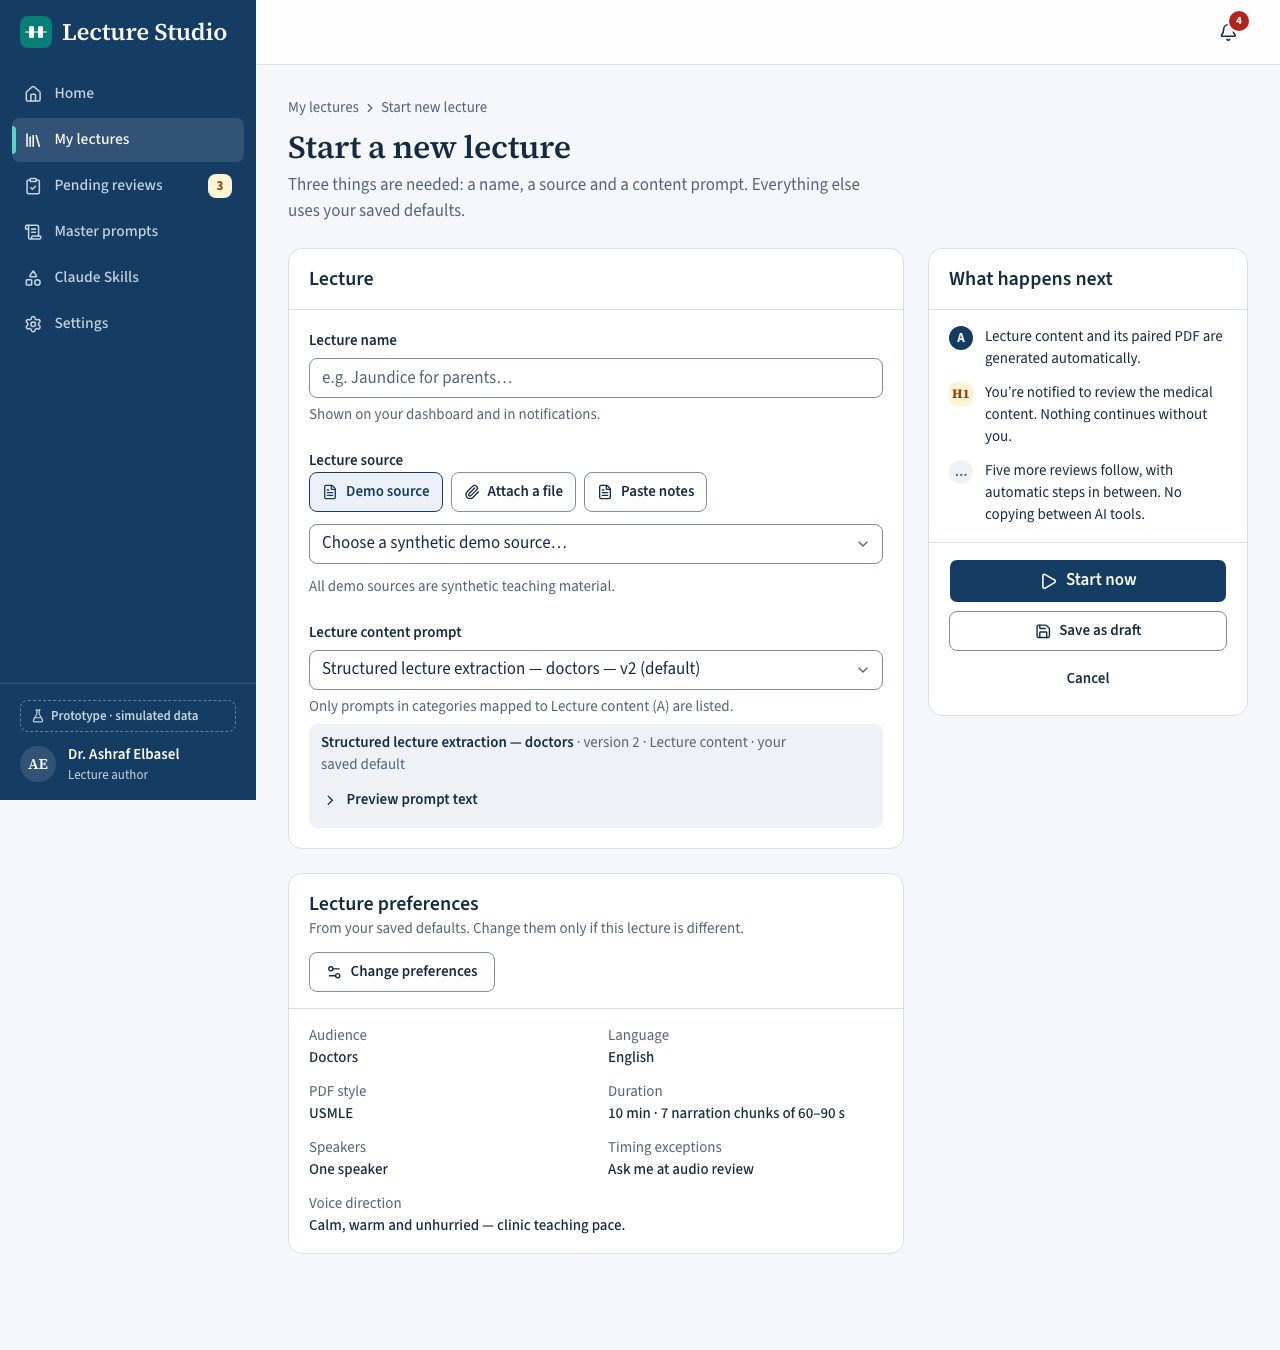 Lecture Studio
Home
My lectures
Pending reviews
3
Master prompts
Claude Skills
Settings
Prototype · simulated data
AE
Dr. Ashraf Elbasel
Lecture author
4
My lectures
Start new lecture
Start a new lecture
Three things are needed: a name, a source and a content prompt. Everything else
uses your saved defaults.
Lecture
Lecture name
e.g. Jaundice for parents…
Shown on your dashboard and in notifications.
Lecture source
Demo source
Attach a file
Paste notes
Choose a synthetic demo source…
All demo sources are synthetic teaching material.
Lecture content prompt
Structured lecture extraction — doctors — v2 (default)
Only prompts in categories mapped to Lecture content (A) are listed.
Structured lecture extraction — doctors · version 2 · Lecture content · your
saved default
Preview prompt text
Lecture preferences
From your saved defaults. Change them only if this lecture is different.
Change preferences
Audience
Doctors
Language
English
PDF style
USMLE
Duration
10 min · 7 narration chunks of 60–90 s
Speakers
One speaker
Timing exceptions
Ask me at audio review
Voice direction
Calm, warm and unhurried — clinic teaching pace.
What happens next
A
Lecture content and its paired PDF are
generated automatically.
H1
You’re notified to review the medical
content. Nothing continues without
you.
…
Five more reviews follow, with
automatic steps in between. No
copying between AI tools.
Start now
Save as draft
Cancel